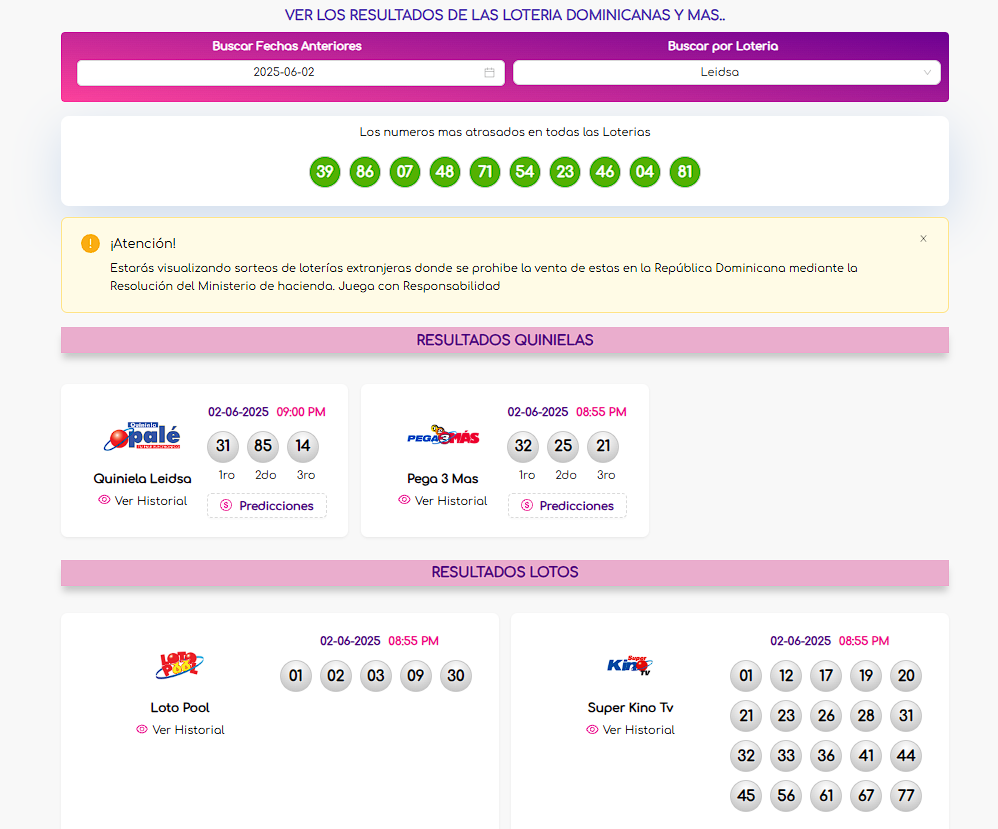 VER LOS RESULTADOS DE LAS LOTERIA DOMINICANAS Y MAS..
Buscar Fechas Anteriores
2025-06-02
Buscar por Loteria
Leidsa
Los numeros mas atrasados en todas las Loterias
39 86 07 48 71 54 23 46 04 81
¡Atención!
Estarás visualizando sorteos de loterías extranjeras donde se prohibe la venta de estas en la República Dominicana mediante la
Resolución del Ministerio de hacienda. Juega con Responsabilidad
RESULTADOS QUINIELAS
Quiniela
palé
Quiniela Leidsa
Ver Historial
02-06-2025 09:00 PM
31 85 14
1ro 2do 3ro
Predicciones
PEGA 3 MÁS
Pega 3 Mas
Ver Historial
02-06-2025 08:55 PM
32 25 21
1ro 2do 3ro
Predicciones
RESULTADOS LOTOS
LOTO
POOL
Loto Pool
Ver Historial
02-06-2025 08:55 PM
01 02 03 09 30
Super
Kino
TV
Super Kino Tv
Ver Historial
02-06-2025 08:55 PM
01 12 17 19 20
21 23 26 28 31
32 33 36 41 44
45 56 61 67 77